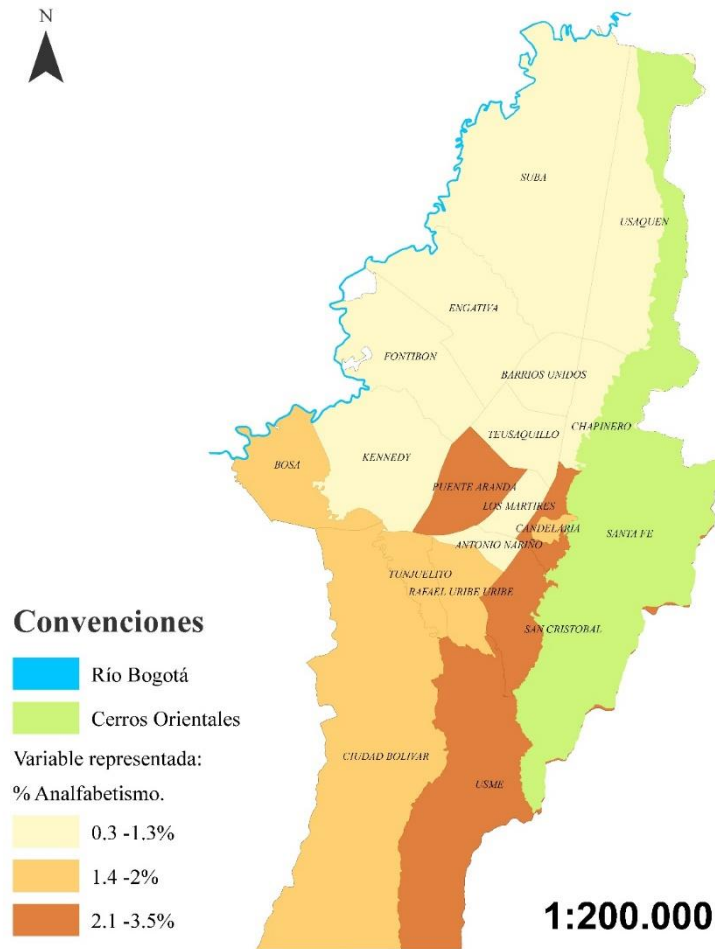 N
SUBA
USAQUEN
ENGATIVA
FONTIBON
BARRIOS UNIDOS
CHAPINERO
TEUSAQUILLO
KENNEDY
BOSA
PUENTE ARANDA
LOS MARTIRES
CANDELARIA
SANTA FE
ANTONIO NARIÑO
TUNJUELITO
RAFAEL URIBE URIBE
SAN CRISTOBAL
CIUDAD BOLIVAR
USME
Convenciones
Río Bogotá
Cerros Orientales
Variable representada:
% Analfabetismo.
0.3 -1.3%
1.4 -2%
2.1 -3.5%
1:200.000